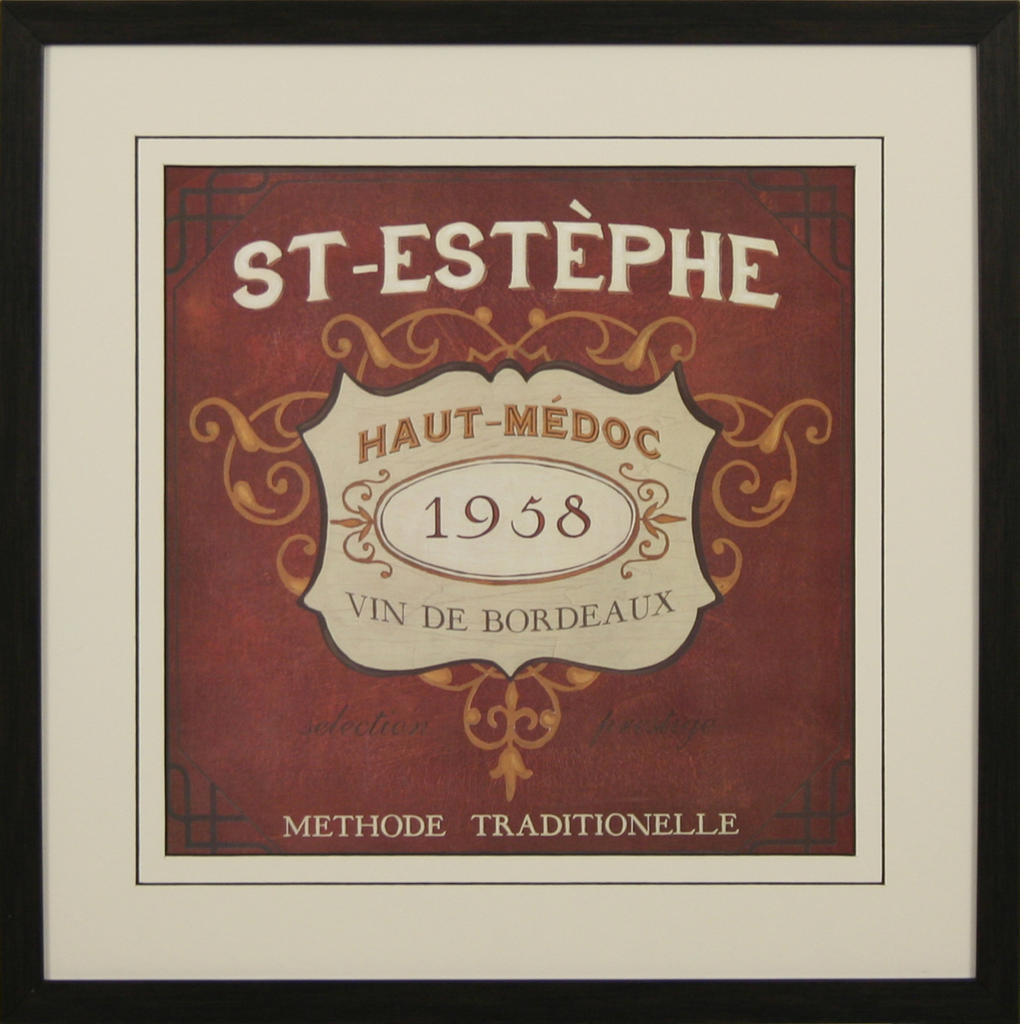 ST-ESTÈPHE
HAUT-MÉDOC
1958
VIN DE BORDEAUX
selection prestige
METHODE TRADITIONELLE